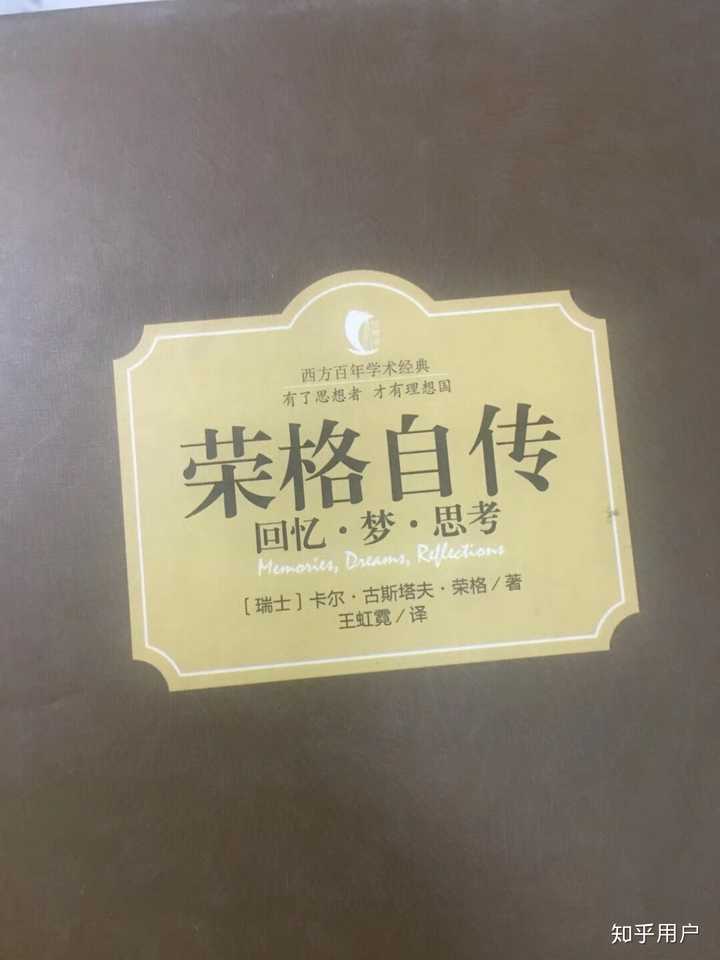 西方百年学术经典
有了思想者 才有理想国
荣格自传
回忆·梦·思考
Memories, Dreams, Reflections
[瑞士]卡尔·古斯塔夫·荣格/著
王虹霓/译
知乎用户